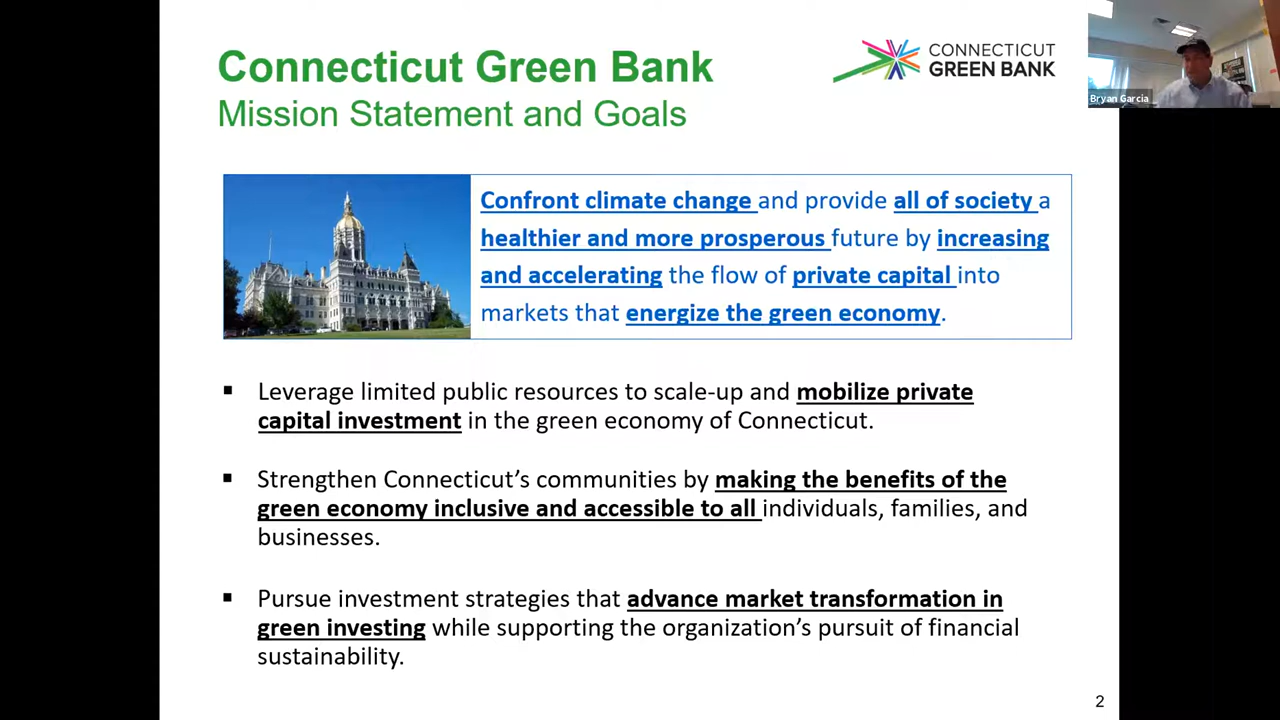 Connecticut Green Bank
Mission Statement and Goals
CONNECTICUT
GREEN BANK
Bryan Garcia
Confront climate change and provide all of society a
healthier and more prosperous future by increasing
and accelerating the flow of private capital into
markets that energize the green economy.
▪ Leverage limited public resources to scale-up and mobilize private
capital investment in the green economy of Connecticut.
▪ Strengthen Connecticut’s communities by making the benefits of the
green economy inclusive and accessible to all individuals, families, and
businesses.
▪ Pursue investment strategies that advance market transformation in
green investing while supporting the organization’s pursuit of financial
sustainability.
2